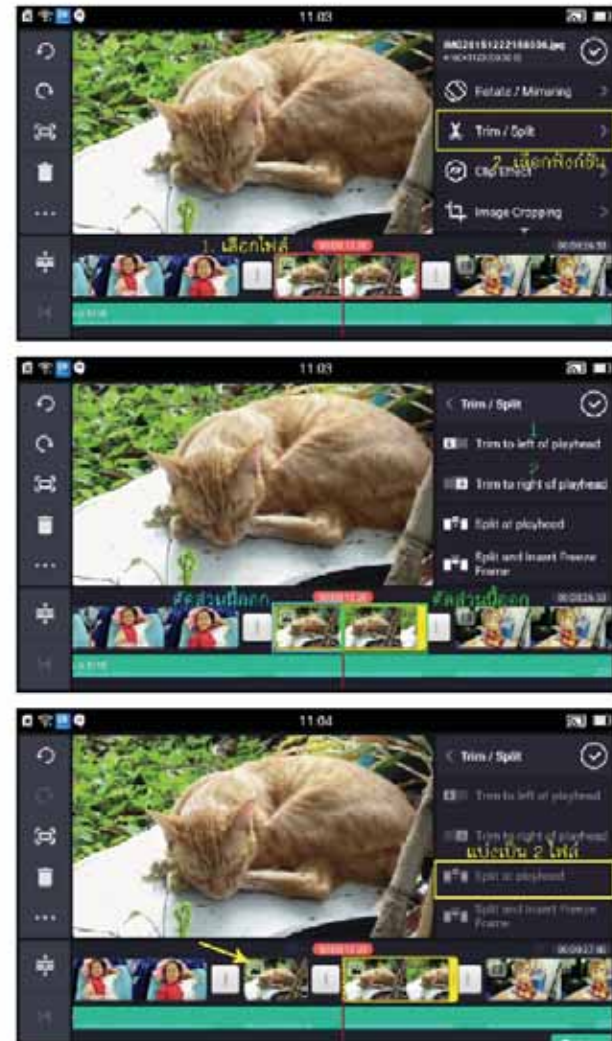 11:03
IMG20151222155036.jpg
Rotate / Mirroring
Trim / Split
2. เลือกฟังก์ชัน
Clip Effect
Image Cropping
1. เลือกไฟล์
11:03
Trim / Split
1
Trim to left of playhead
2
Trim to right of playhead
Split at playhead
Split and Insert Freeze
Frame
ตัดส่วนนี้ออก
ตัดส่วนนี้ออก
11:04
Trim / Split
Trim to left of playhead
Trim to right of playhead
แบ่งเป็น 2 ไฟล์
Split at playhead
Split and Insert Freeze
Frame